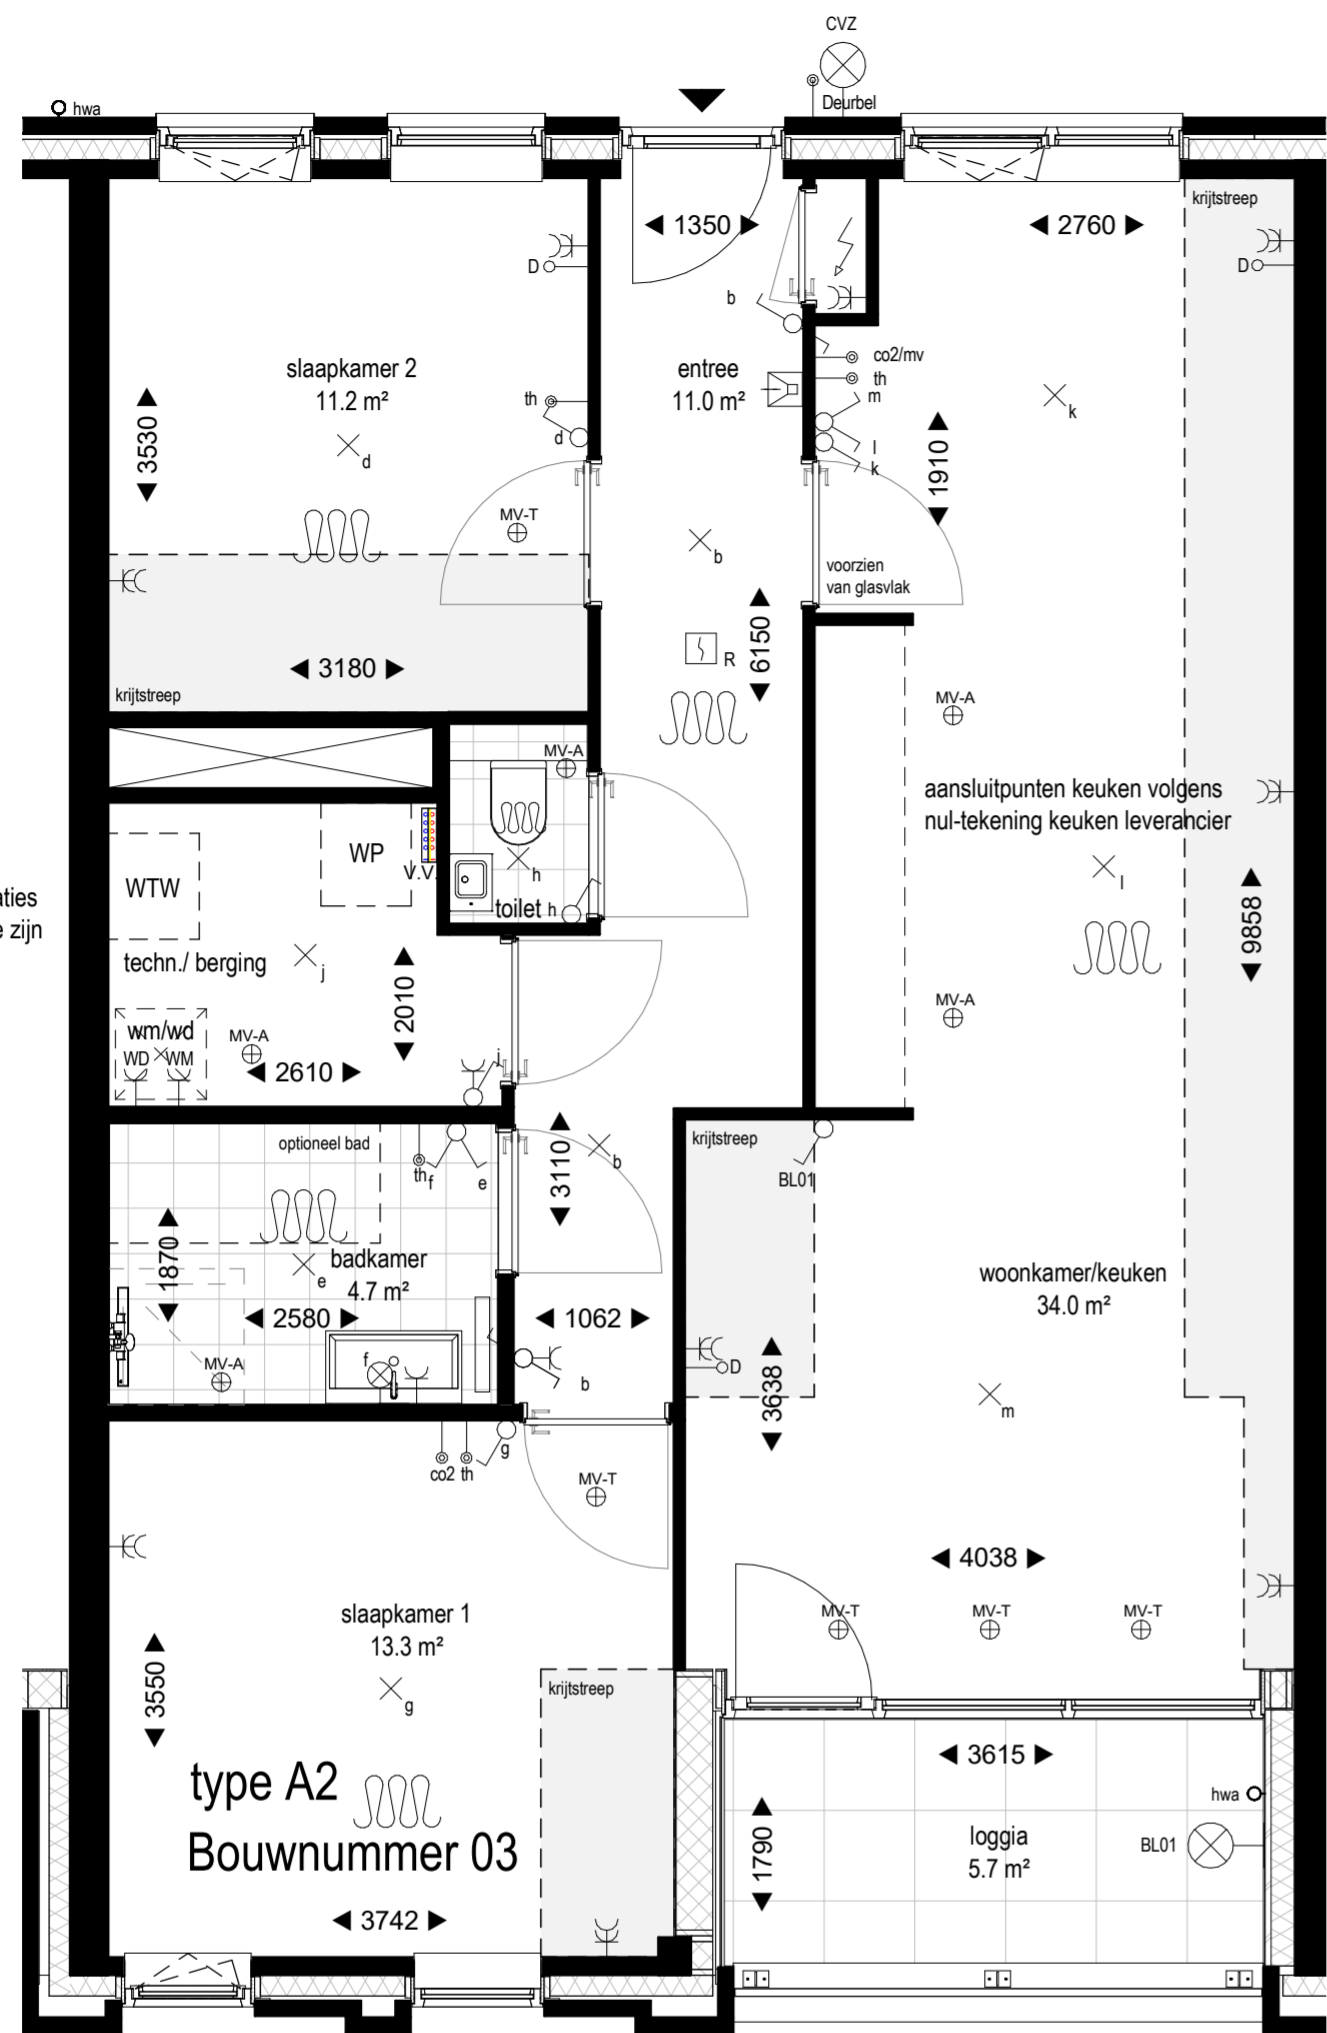 CVZ
hwa
Deurbel
1350
2760
krijtstreep
D
D
b
slaapkamer 2
11.2 m²
entree
11.0 m²
co2/mv
th
m
l
k
k
th
d
d
3530
1910
MV-T
b
voorzien
van glasvlak
R
6150
3180
krijtstreep
MV-A
MV-A
aansluitpunten keuken volgens
nul-tekening keuken leverancier
WP
V.V.
WTW
h
toilet h
l
9858
aties
e zijn
techn./ berging
j
2010
MV-A
wm/wd
WD
WM
MV-A
2610
j
optioneel bad
th
f
e
3110
b
krijtstreep
BL01
1870
badkamer
4.7 m²
e
2580
1062
woonkamer/keuken
34.0 m²
MV-A
f
b
D
3638
m
co2 th
g
MV-T
4038
slaapkamer 1
13.3 m²
MV-T
MV-T
MV-T
3550
g
krijtstreep
type A2
Bouwnummer 03
3615
hwa
1790
loggia
5.7 m²
BL01
3742